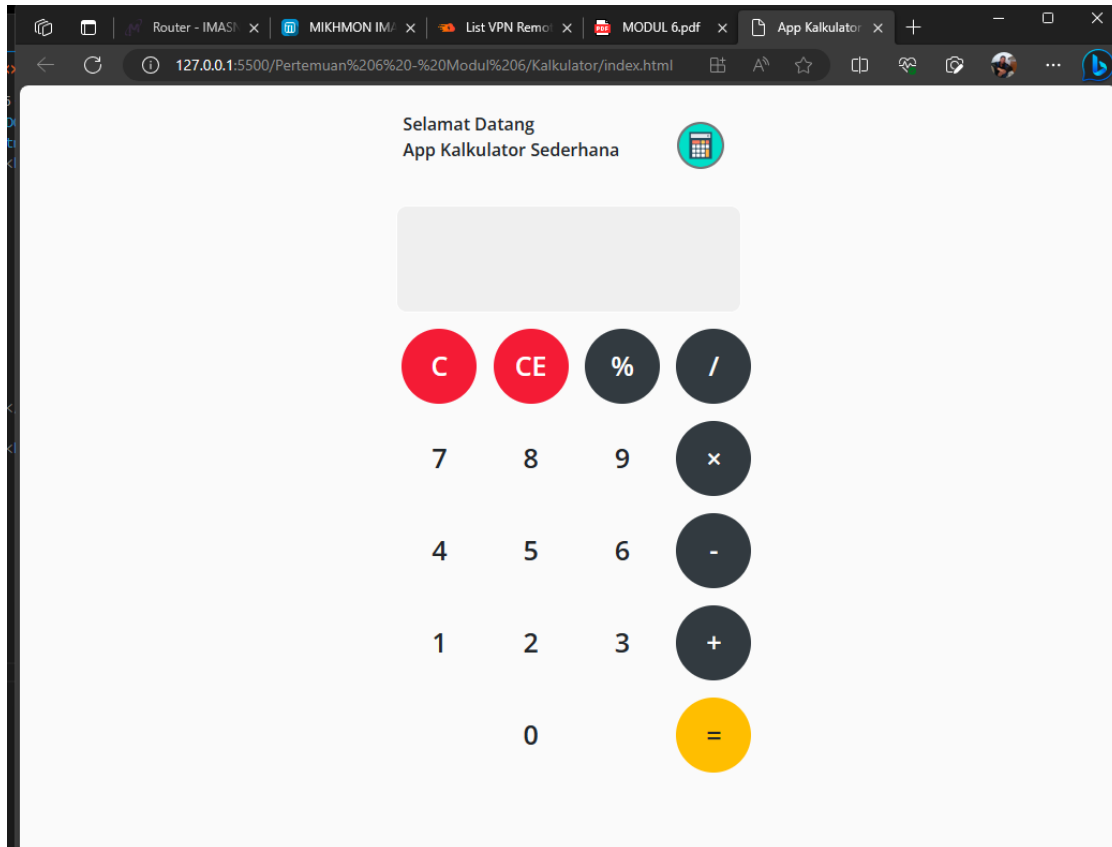 Router - IMASN
MIKHMON IMA
List VPN Remot
PDF
MODUL 6.pdf
App Kalkulator
127.0.0.1:5500/Pertemuan%206%20-%20Modul%206/Kalkulator/index.html
Selamat Datang
App Kalkulator Sederhana
C CE % /
7 8 9 ×
4 5 6 -
1 2 3 +
0 =